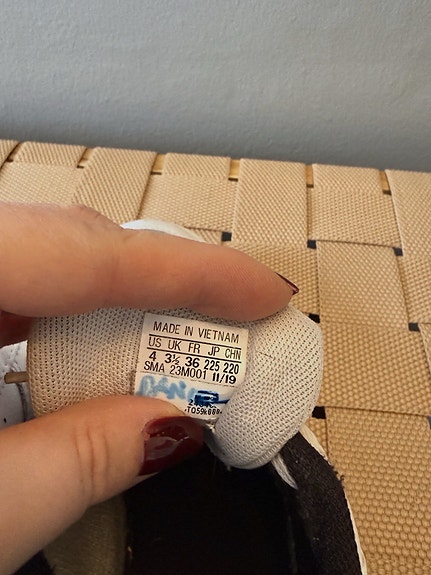 MADE IN VIETNAM
US UK FR JP CHN
4 3½ 36 225 220
SMA 23M001 11/19